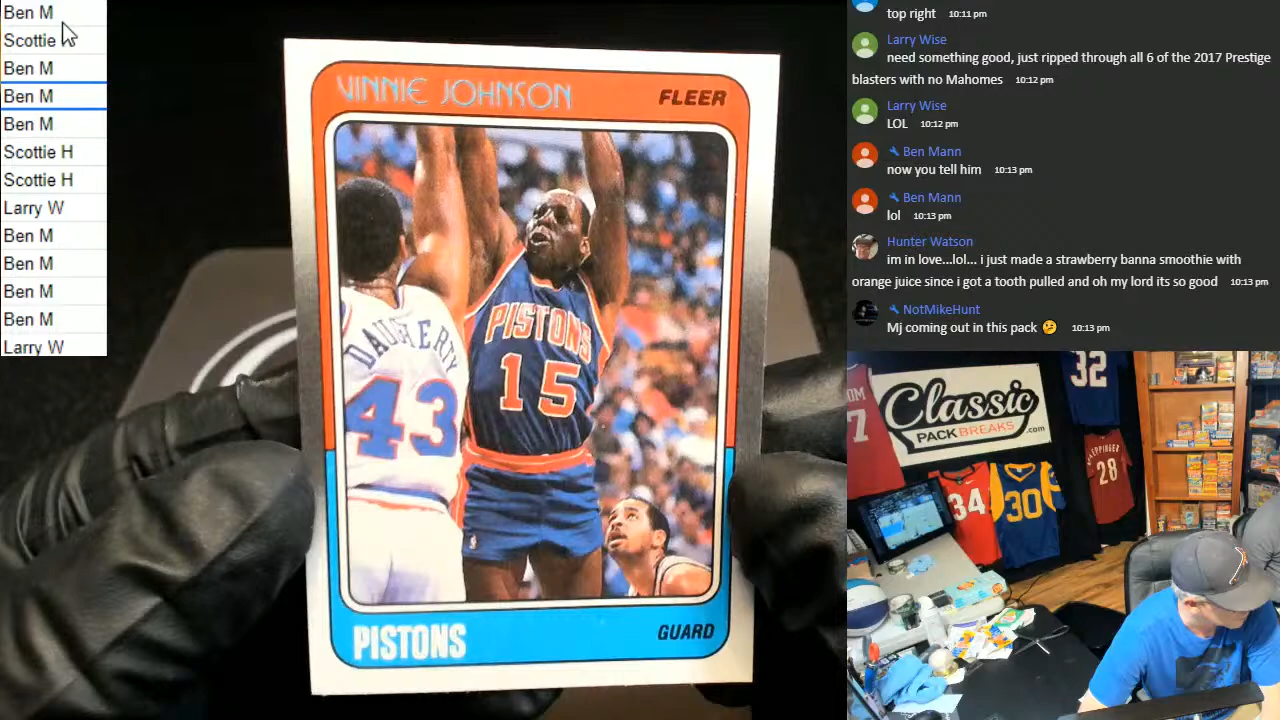 Ben M
Scottie
Ben M
Ben M
Ben M
Scottie H
Scottie H
Larry W
Ben M
Ben M
Ben M
Ben M
Larry W
VINNIE JOHNSON
FLEER
DAUGHERTY
43
PISTONS
15
PISTONS
GUARD
top right 10:11 pm
Larry Wise
need something good, just ripped through all 6 of the 2017 Prestige
blasters with no Mahomes 10:12 pm
Larry Wise
LOL 10:12 pm
Ben Mann
now you tell him 10:13 pm
Ben Mann
lol 10:13 pm
Hunter Watson
im in love...lol... i just made a strawberry banna smoothie with
orange juice since i got a tooth pulled and oh my lord its so good 10:13 pm
NotMikeHunt
Mj coming out in this pack 10:13 pm
Classic
PACKBREAKS.com
32
7
34
30
28